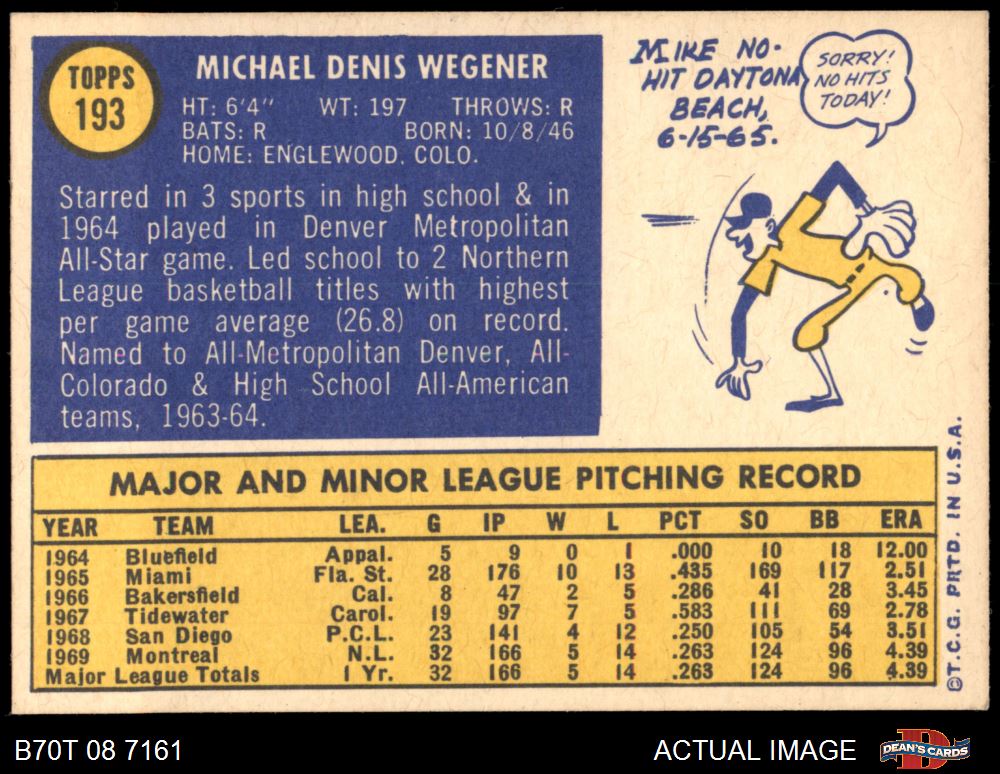 TOPPS
193
MICHAEL DENIS WEGENER
HT: 6'4" WT: 197 THROWS: R
BATS: R BORN: 10/8/46
HOME: ENGLEWOOD, COLO.
Starred in 3 sports in high school & in
1964 played in Denver Metropolitan
All-Star game. Led school to 2 Northern
League basketball titles with highest
per game average (26.8) on record.
Named to All-Metropolitan Denver, All-
Colorado & High School All-American
teams, 1963-64.
MIKE NO-
HIT DAYTONA
BEACH,
6-15-65.
SORRY!
NO HITS
TODAY!
MAJOR AND MINOR LEAGUE PITCHING RECORD
YEAR TEAM LEA. G IP W L PCT SO BB ERA
1964 Bluefield Appal. 5 9 0 1 .000 10 18 12.00
1965 Miami Fla. St. 28 176 10 13 .435 169 117 2.51
1966 Bakersfield Cal. 8 47 2 5 .286 41 28 3.45
1967 Tidewater Carol. 19 97 7 5 .583 111 69 2.78
1968 San Diego P.C.L. 23 141 4 12 .250 105 54 3.51
1969 Montreal N.L. 32 166 5 14 .263 124 96 4.39
Major League Totals 1 Yr. 32 166 5 14 .263 124 96 4.39
©T.C.G. PRTD. IN U.S.A.
B70T 08 7161
ACTUAL IMAGE
B
DEAN'S CARDS